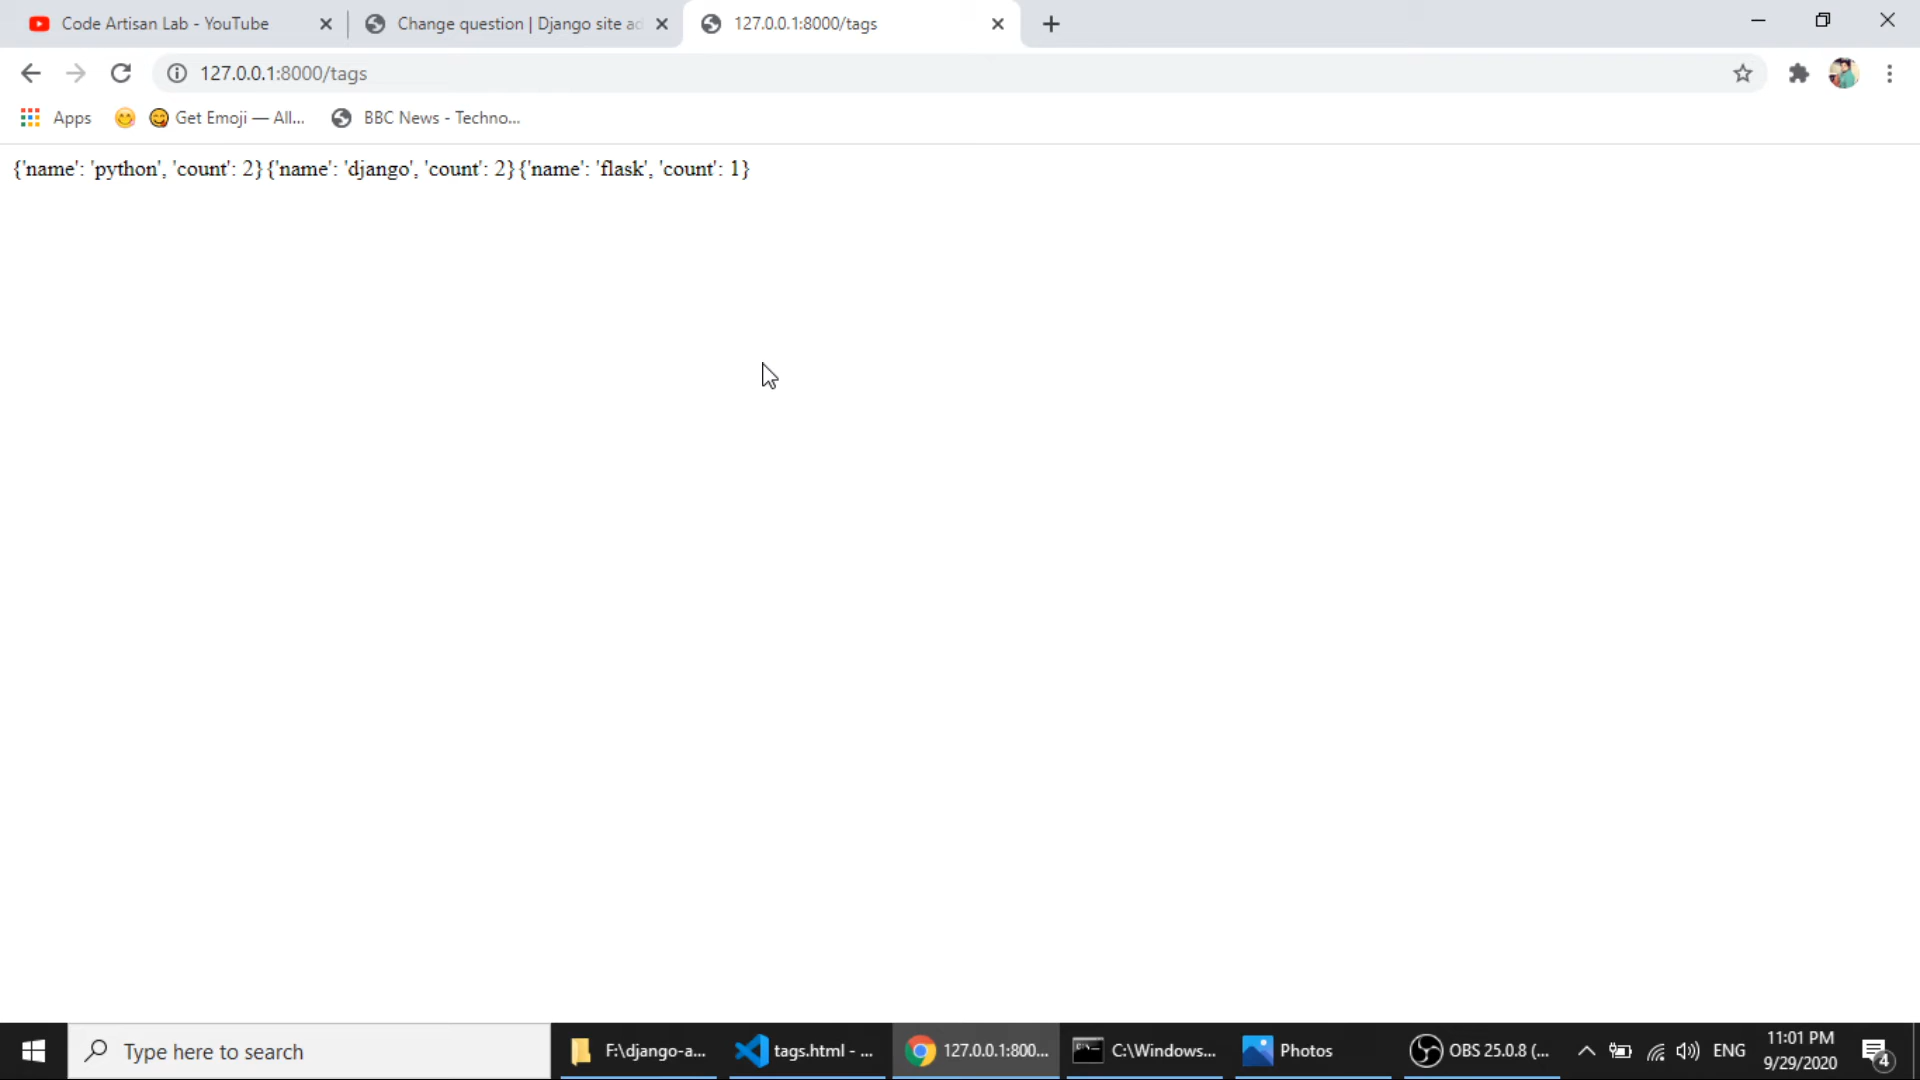 Code Artisan Lab - YouTube
Change question | Django site ad
127.0.0.1:8000/tags
127.0.0.1:8000/tags
Apps
Get Emoji — All...
BBC News - Techno...
{'name': 'python', 'count': 2}{'name': 'django', 'count': 2}{'name': 'flask', 'count': 1}
Type here to search
F:\django-a...
tags.html - ...
127.0.0.1:800...
C:\Windows...
Photos
OBS 25.0.8 (...
ENG
11:01 PM
9/29/2020
4